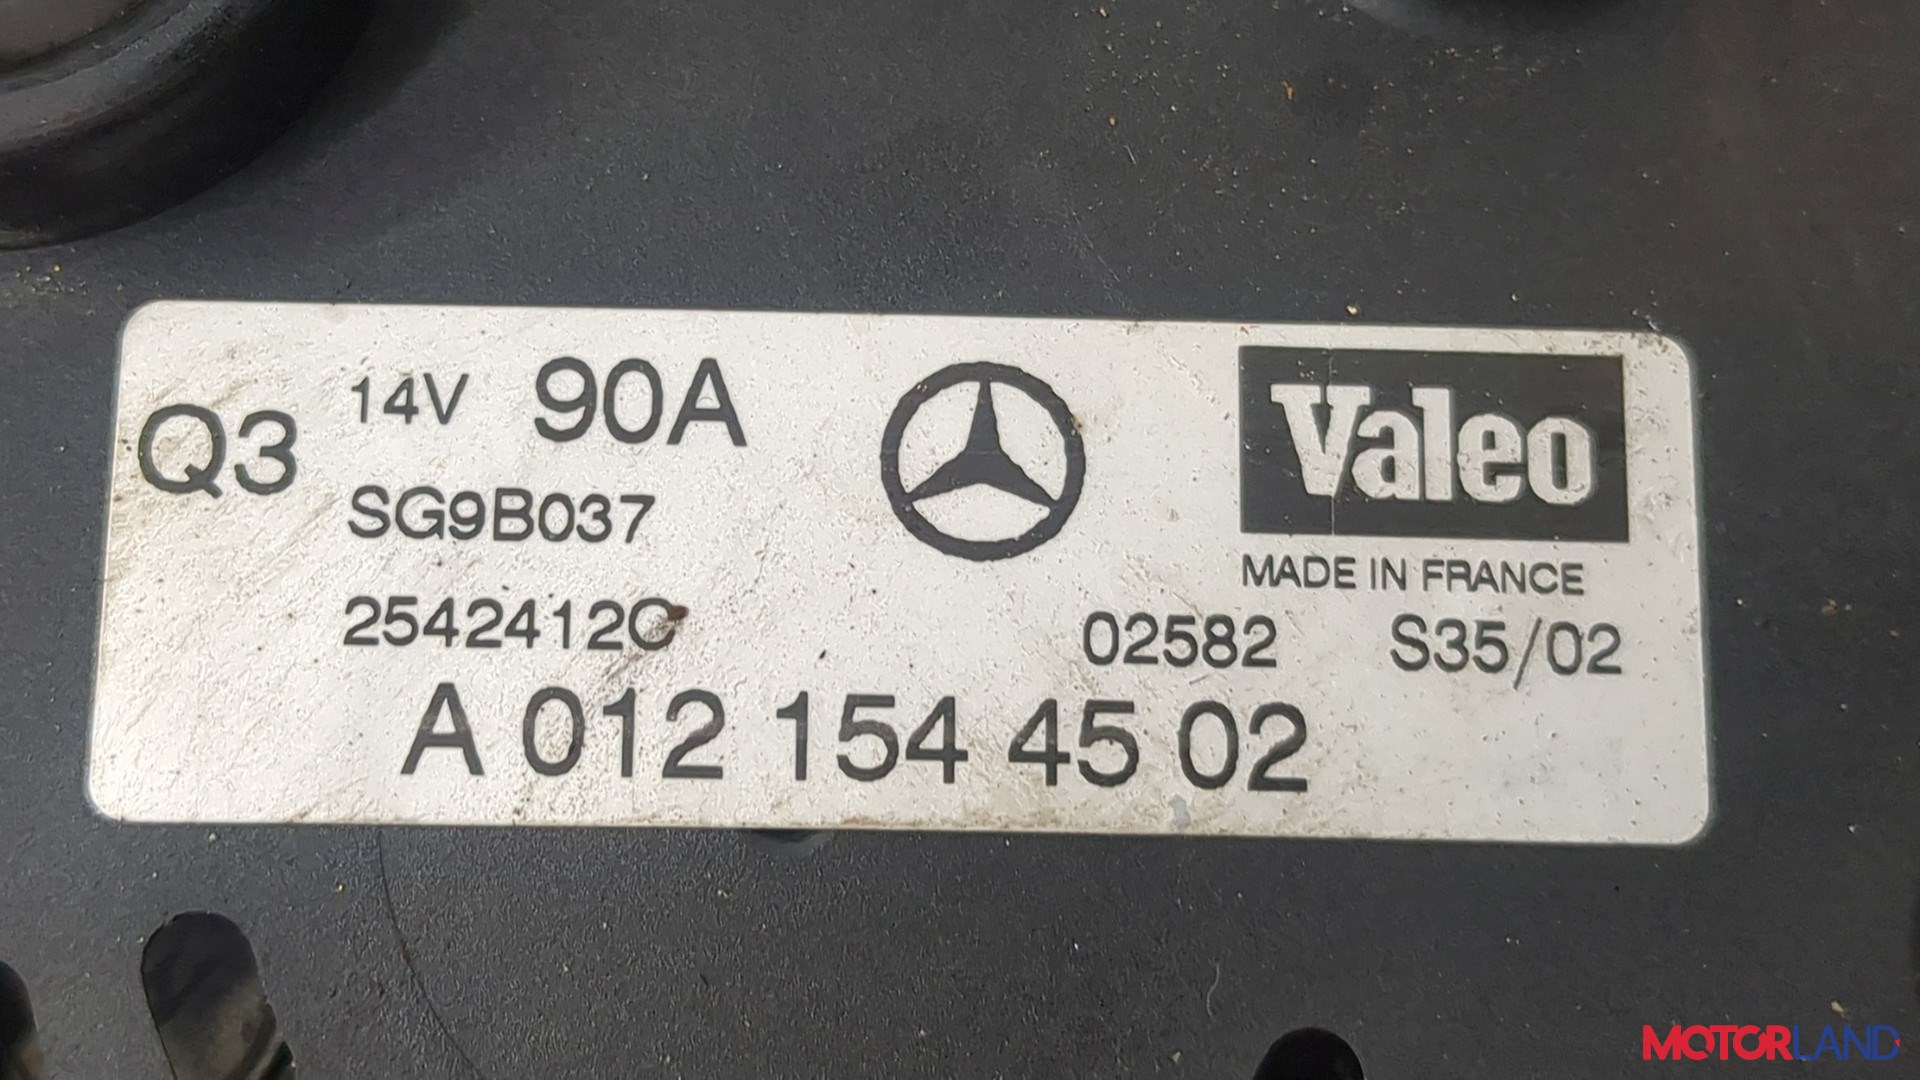 Q3 14V 90A
SG9B037
Valeo
MADE IN FRANCE
2542412C 02582 S35/02
A 012 154 45 02
MOTORLAND